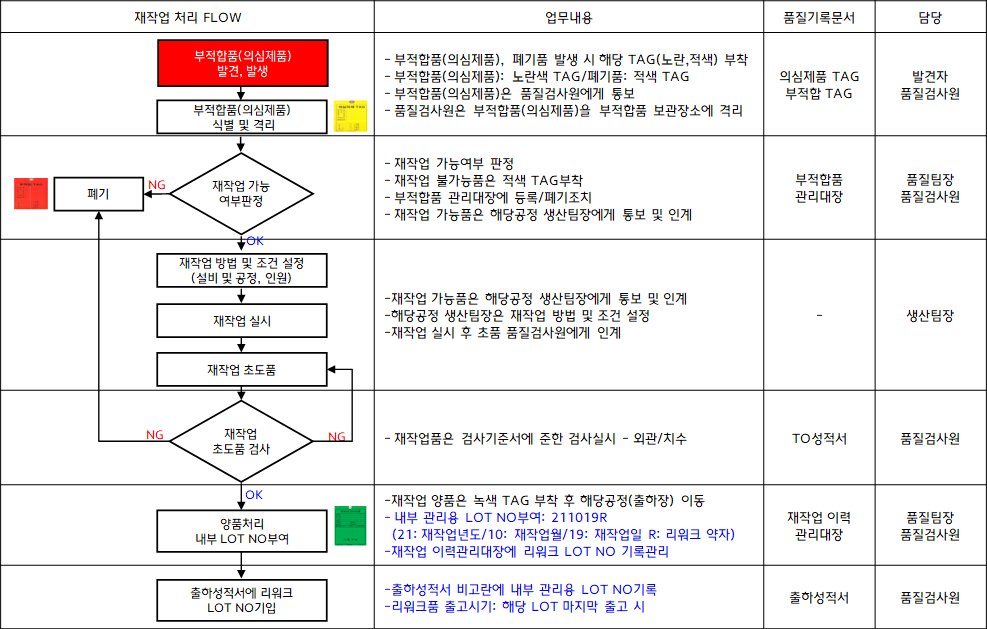 재작업 처리 FLOW
업무내용
품질기록문서
담당
부적합품(의심제품)
발견, 발생
부적합품(의심제품)
식별 및 격리
- 부적합품(의심제품), 폐기품 발생 시 해당 TAG(노란,적색) 부착
- 부적합품(의심제품): 노란색 TAG/폐기품: 적색 TAG
- 부적합품(의심제품)은 품질검사원에게 통보
- 품질검사원은 부적합품(의심제품)을 부적합품 보관장소에 격리
의심제품 TAG
부적합 TAG
발견자
품질검사원
폐기
NG
재작업 가능
여부판정
OK
- 재작업 가능여부 판정
- 재작업 불가능품은 적색 TAG부착
- 부적합품 관리대장에 등록/폐기조치
- 재작업 가능품은 해당공정 생산팀장에게 통보 및 인계
부적합품
관리대장
품질팀장
품질검사원
재작업 방법 및 조건 설정
(설비 및 공정, 인원)
재작업 실시
재작업 초도품
-재작업 가능품은 해당공정 생산팀장에게 통보 및 인계
-해당공정 생산팀장은 재작업 방법 및 조건 설정
-재작업 실시 후 초품 품질검사원에게 인계
-
생산팀장
NG
재작업
초도품 검사
NG
OK
- 재작업품은 검사기준서에 준한 검사실시 - 외관/치수
TO성적서
품질검사원
양품처리
내부 LOT NO부여
-재작업 양품은 녹색 TAG 부착 후 해당공정(출하장) 이동
- 내부 관리용 LOT NO부여: 211019R
(21: 재작업년도/10: 재작업월/19: 재작업일 R: 리워크 약자)
-재작업 이력관리대장에 리워크 LOT NO 기록관리
재작업 이력
관리대장
품질팀장
품질검사원
출하성적서에 리워크
LOT NO기입
-출하성적서 비고란에 내부 관리용 LOT NO기록
-리워크품 출고시기: 해당 LOT 마지막 출고 시
출하성적서
품질검사원